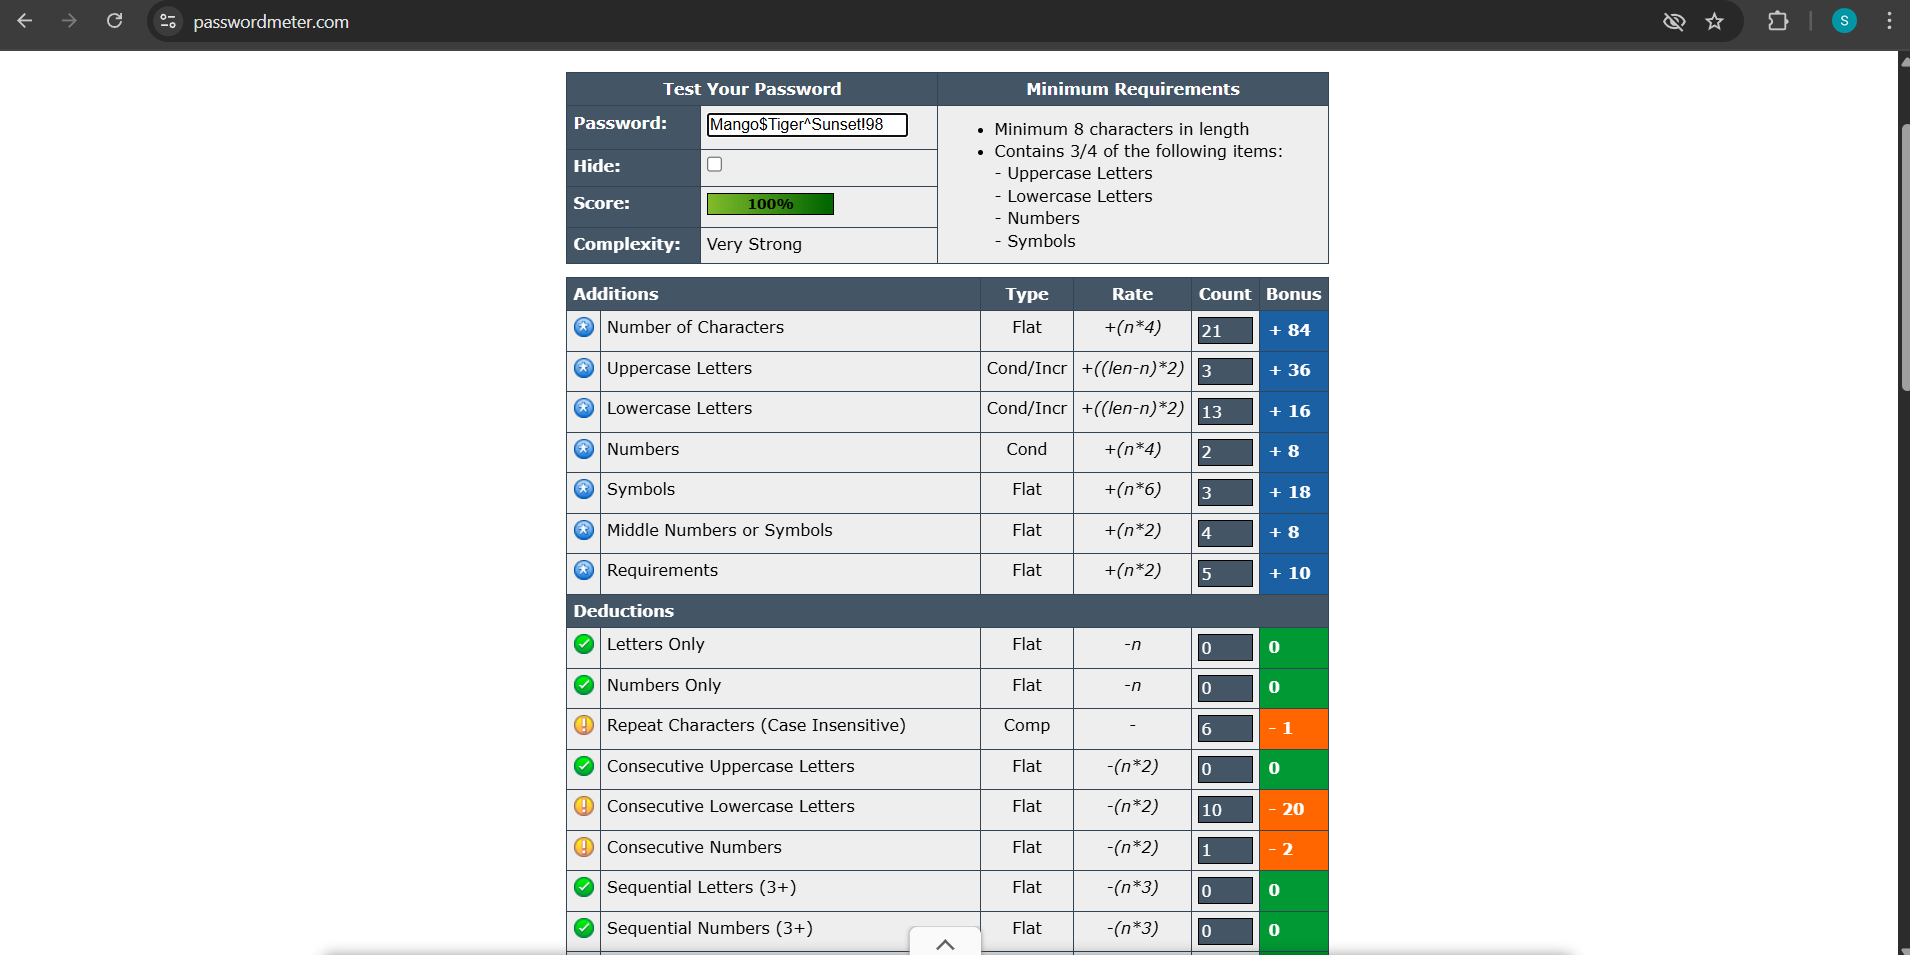 passwordmeter.com
S
Test Your Password Minimum Requirements
Password: Mango$Tiger^Sunset!98
• Minimum 8 characters in length
• Contains 3/4 of the following items:
- Uppercase Letters
- Lowercase Letters
- Numbers
- Symbols
Hide:
Score: 100%
Complexity: Very Strong
Additions Type Rate Count Bonus
Number of Characters Flat +(n*4) 21 + 84
Uppercase Letters Cond/Incr +((len-n)*2) 3 + 36
Lowercase Letters Cond/Incr +((len-n)*2) 13 + 16
Numbers Cond +(n*4) 2 + 8
Symbols Flat +(n*6) 3 + 18
Middle Numbers or Symbols Flat +(n*2) 4 + 8
Requirements Flat +(n*2) 5 + 10
Deductions
Letters Only Flat -n 0 0
Numbers Only Flat -n 0 0
Repeat Characters (Case Insensitive) Comp - 6 - 1
Consecutive Uppercase Letters Flat -(n*2) 0 0
Consecutive Lowercase Letters Flat -(n*2) 10 - 20
Consecutive Numbers Flat -(n*2) 1 - 2
Sequential Letters (3+) Flat -(n*3) 0 0
Sequential Numbers (3+) Flat -(n*3) 0 0